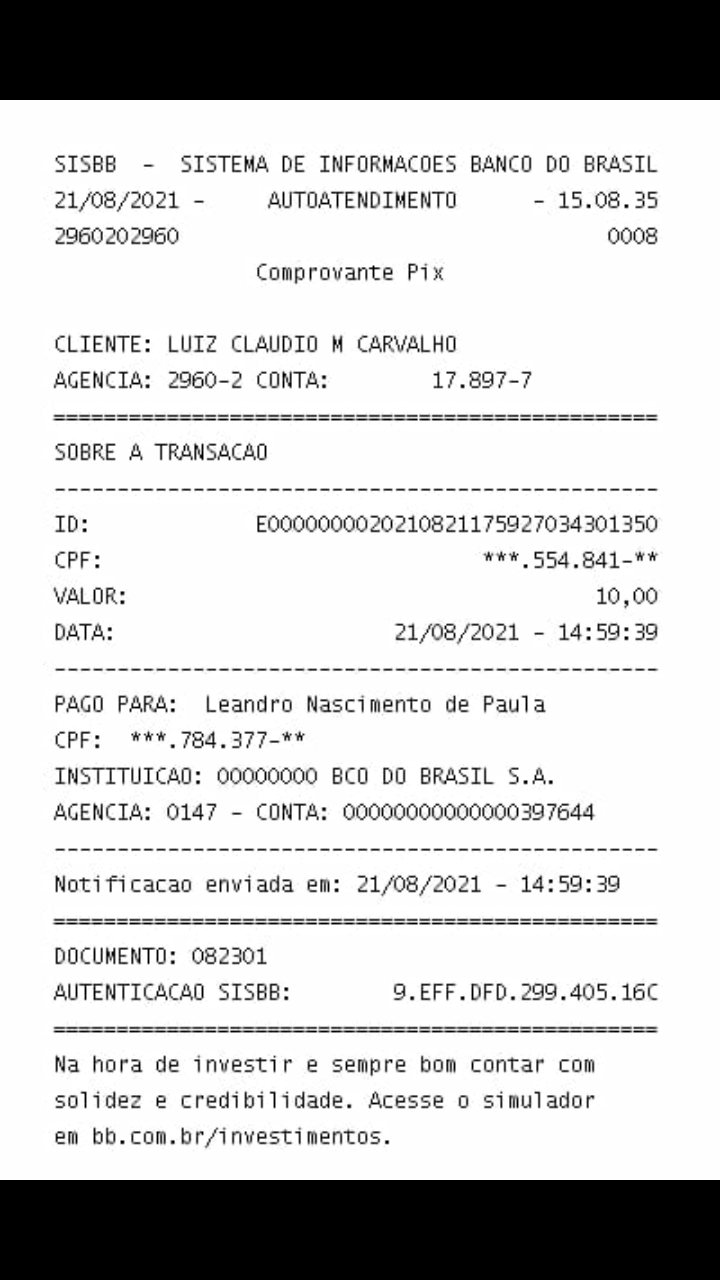 SISBB - SISTEMA DE INFORMACOES BANCO DO BRASIL
21/08/2021 - AUTOATENDIMENTO - 15.08.35
2960202960 0008
Comprovante Pix
CLIENTE: LUIZ CLAUDIO M CARVALHO
AGENCIA: 2960-2 CONTA: 17.897-7
================================================
SOBRE A TRANSACAO
------------------------------------------------
ID: E0000000020210821175927034301350
CPF: ***.554.841-**
VALOR: 10,00
DATA: 21/08/2021 - 14:59:39
------------------------------------------------
PAGO PARA: Leandro Nascimento de Paula
CPF: ***.784.377-**
INSTITUICAO: 00000000 BCO DO BRASIL S.A.
AGENCIA: 0147 - CONTA: 00000000000000397644
------------------------------------------------
Notificacao enviada em: 21/08/2021 - 14:59:39
================================================
DOCUMENTO: 082301
AUTENTICACAO SISBB: 9.EFF.DFD.299.405.16C
================================================
Na hora de investir e sempre bom contar com
solidez e credibilidade. Acesse o simulador
em bb.com.br/investimentos.